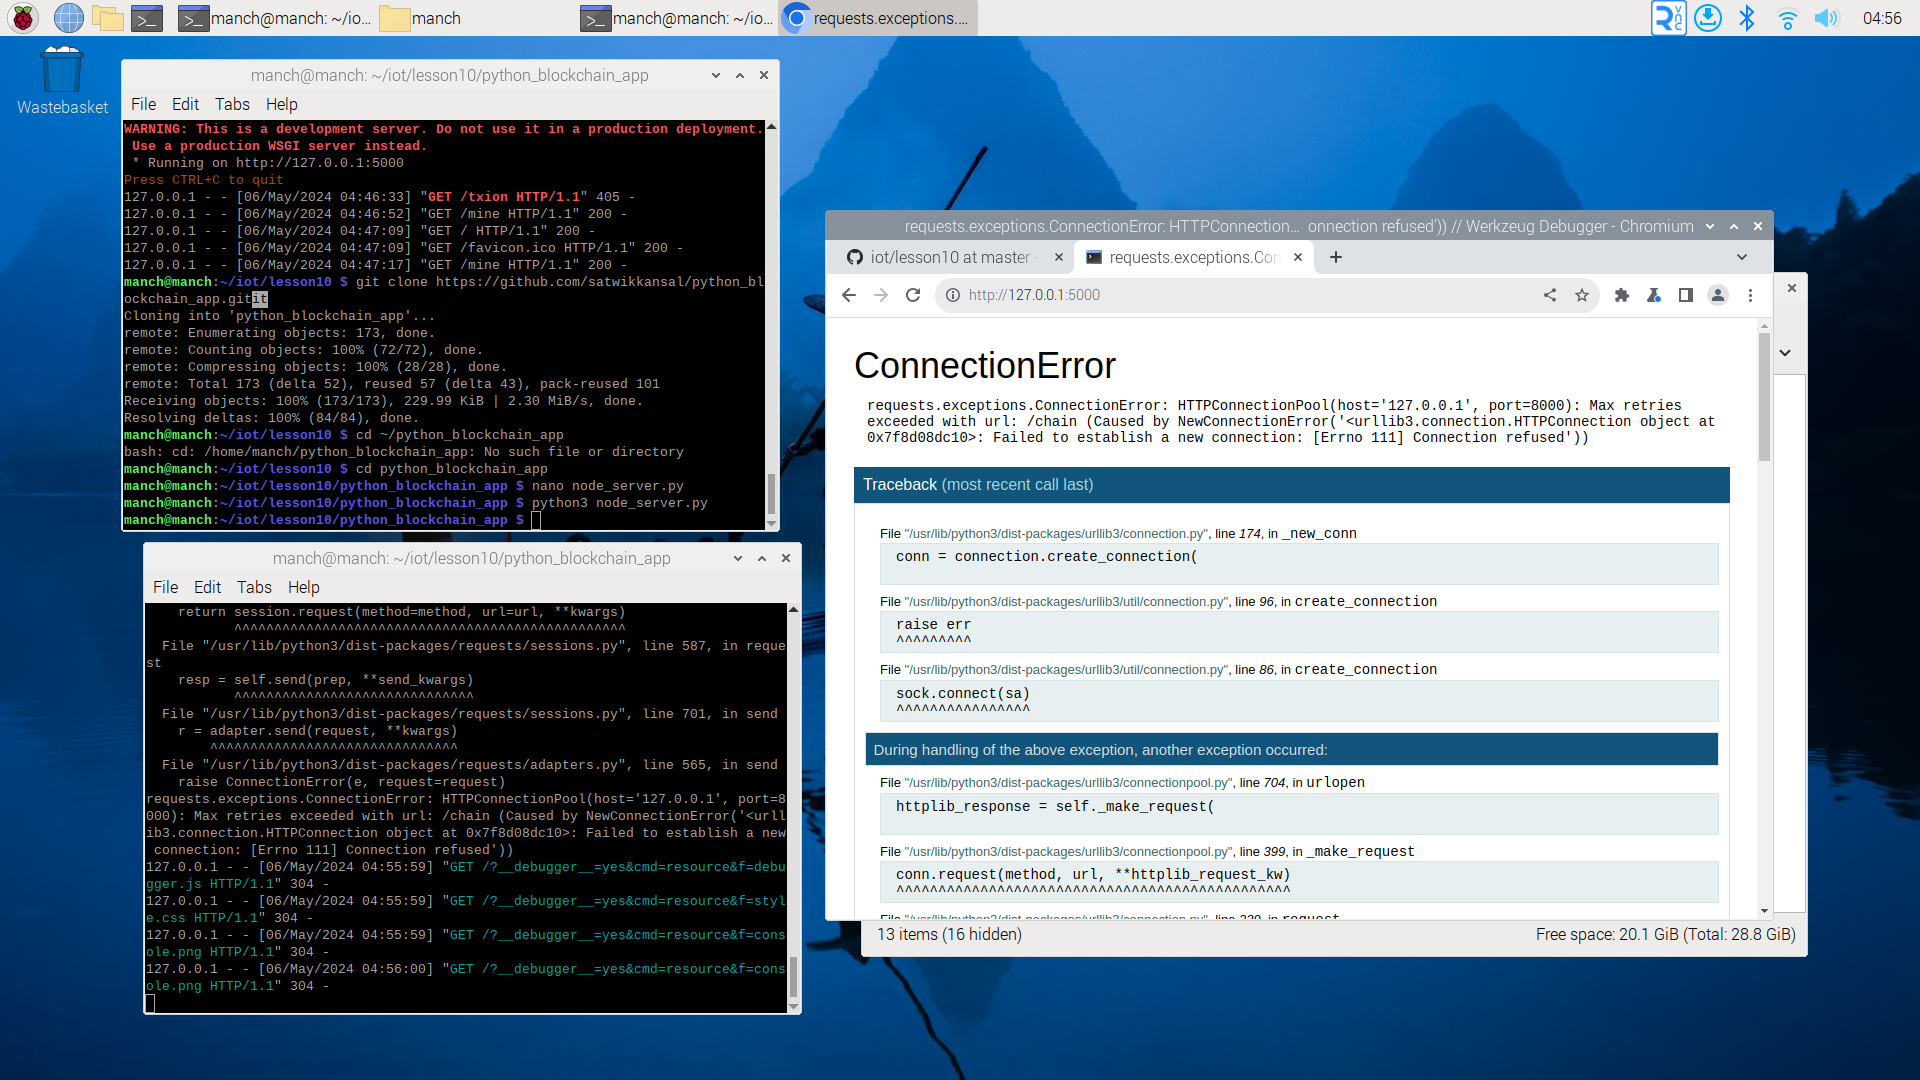 manch@manch: ~/io...
manch
manch@manch: ~/io...
requests.exceptions....
04:56
Wastebasket
manch@manch: ~/iot/lesson10/python_blockchain_app
File Edit Tabs Help
WARNING: This is a development server. Do not use it in a production deployment.
Use a production WSGI server instead.
* Running on http://127.0.0.1:5000
Press CTRL+C to quit
127.0.0.1 - - [06/May/2024 04:46:33] "GET /txion HTTP/1.1" 405 -
127.0.0.1 - - [06/May/2024 04:46:52] "GET /mine HTTP/1.1" 200 -
127.0.0.1 - - [06/May/2024 04:47:09] "GET / HTTP/1.1" 200 -
127.0.0.1 - - [06/May/2024 04:47:09] "GET /favicon.ico HTTP/1.1" 200 -
127.0.0.1 - - [06/May/2024 04:47:17] "GET /mine HTTP/1.1" 200 -
manch@manch:~/iot/lesson10 $ git clone https://github.com/satwikkansal/python_bl
ockchain_app.gitit
Cloning into 'python_blockchain_app'...
remote: Enumerating objects: 173, done.
remote: Counting objects: 100% (72/72), done.
remote: Compressing objects: 100% (28/28), done.
remote: Total 173 (delta 52), reused 57 (delta 43), pack-reused 101
Receiving objects: 100% (173/173), 229.99 KiB | 2.30 MiB/s, done.
Resolving deltas: 100% (84/84), done.
manch@manch:~/iot/lesson10 $ cd ~/python_blockchain_app
bash: cd: /home/manch/python_blockchain_app: No such file or directory
manch@manch:~/iot/lesson10 $ cd python_blockchain_app
manch@manch:~/iot/lesson10/python_blockchain_app $ nano node_server.py
manch@manch:~/iot/lesson10/python_blockchain_app $ python3 node_server.py
manch@manch:~/iot/lesson10/python_blockchain_app $
manch@manch: ~/iot/lesson10/python_blockchain_app
File Edit Tabs Help
return session.request(method=method, url=url, **kwargs)
^^^^^^^^^^^^^^^^^^^^^^^^^^^^^^^^^^^^^^^^^^^^^^^^^
File "/usr/lib/python3/dist-packages/requests/sessions.py", line 587, in reque
st
resp = self.send(prep, **send_kwargs)
^^^^^^^^^^^^^^^^^^^^^^^^^^^^^^
File "/usr/lib/python3/dist-packages/requests/sessions.py", line 701, in send
r = adapter.send(request, **kwargs)
^^^^^^^^^^^^^^^^^^^^^^^^^^^^^^^
File "/usr/lib/python3/dist-packages/requests/adapters.py", line 565, in send
raise ConnectionError(e, request=request)
requests.exceptions.ConnectionError: HTTPConnectionPool(host='127.0.0.1', port=8
000): Max retries exceeded with url: /chain (Caused by NewConnectionError('<urll
ib3.connection.HTTPConnection object at 0x7f8d08dc10>: Failed to establish a new
connection: [Errno 111] Connection refused'))
127.0.0.1 - - [06/May/2024 04:55:59] "GET /?__debugger__=yes&cmd=resource&f=debu
gger.js HTTP/1.1" 304 -
127.0.0.1 - - [06/May/2024 04:55:59] "GET /?__debugger__=yes&cmd=resource&f=styl
e.css HTTP/1.1" 304 -
127.0.0.1 - - [06/May/2024 04:55:59] "GET /?__debugger__=yes&cmd=resource&f=cons
ole.png HTTP/1.1" 304 -
127.0.0.1 - - [06/May/2024 04:56:00] "GET /?__debugger__=yes&cmd=resource&f=cons
ole.png HTTP/1.1" 304 -
requests.exceptions.ConnectionError: HTTPConnection... onnection refused')) // Werkzeug Debugger - Chromium
iot/lesson10 at master
requests.exceptions.Con
http://127.0.0.1:5000
ConnectionError
requests.exceptions.ConnectionError: HTTPConnectionPool(host='127.0.0.1', port=8000): Max retries
exceeded with url: /chain (Caused by NewConnectionError('<urllib3.connection.HTTPConnection object at
0x7f8d08dc10>: Failed to establish a new connection: [Errno 111] Connection refused'))
Traceback (most recent call last)
File "/usr/lib/python3/dist-packages/urllib3/connection.py", line 174, in _new_conn
conn = connection.create_connection(
File "/usr/lib/python3/dist-packages/urllib3/util/connection.py", line 96, in create_connection
raise err
^^^^^^^^^
File "/usr/lib/python3/dist-packages/urllib3/util/connection.py", line 86, in create_connection
sock.connect(sa)
^^^^^^^^^^^^^^^^
During handling of the above exception, another exception occurred:
File "/usr/lib/python3/dist-packages/urllib3/connectionpool.py", line 704, in urlopen
httplib_response = self._make_request(
File "/usr/lib/python3/dist-packages/urllib3/connectionpool.py", line 399, in _make_request
conn.request(method, url, **httplib_request_kw)
^^^^^^^^^^^^^^^^^^^^^^^^^^^^^^^^^^^^^^^^^^^^^^^
File "/usr/lib/python3/dist-packages/urllib3/connection.py", line 239, in request
13 items (16 hidden)
Free space: 20.1 GiB (Total: 28.8 GiB)